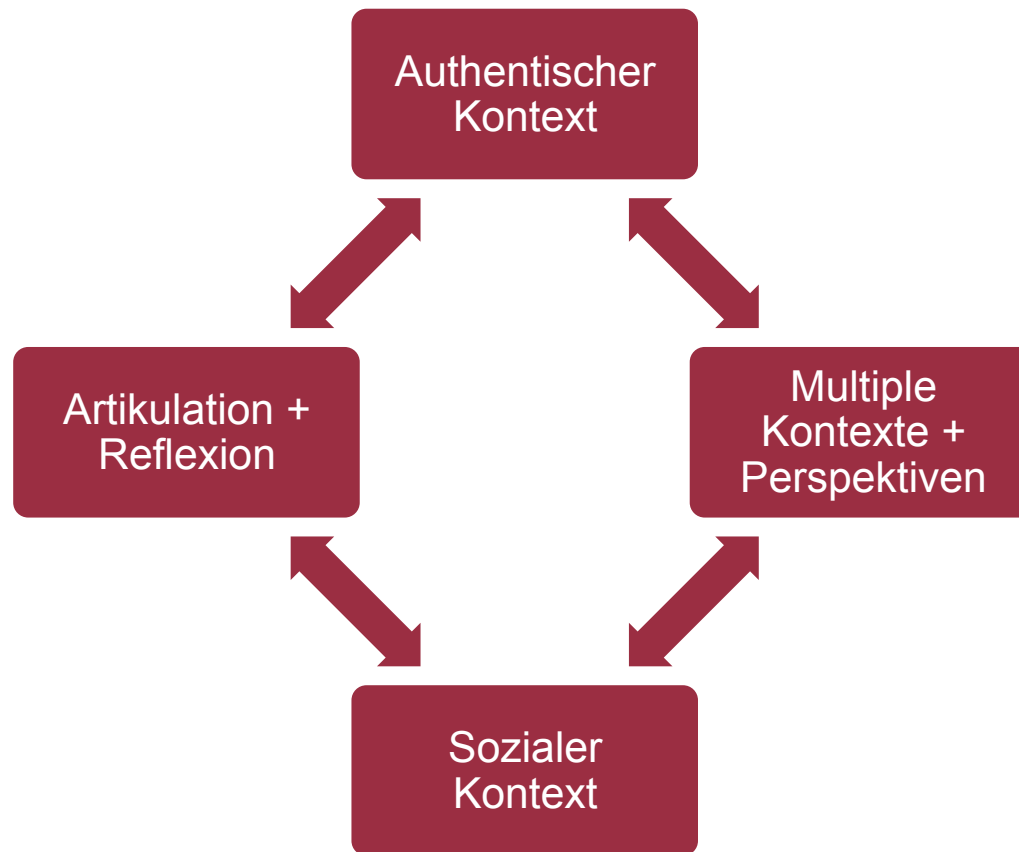 Authentischer
Kontext
Artikulation +
Reflexion
Multiple
Kontexte +
Perspektiven
Sozialer
Kontext